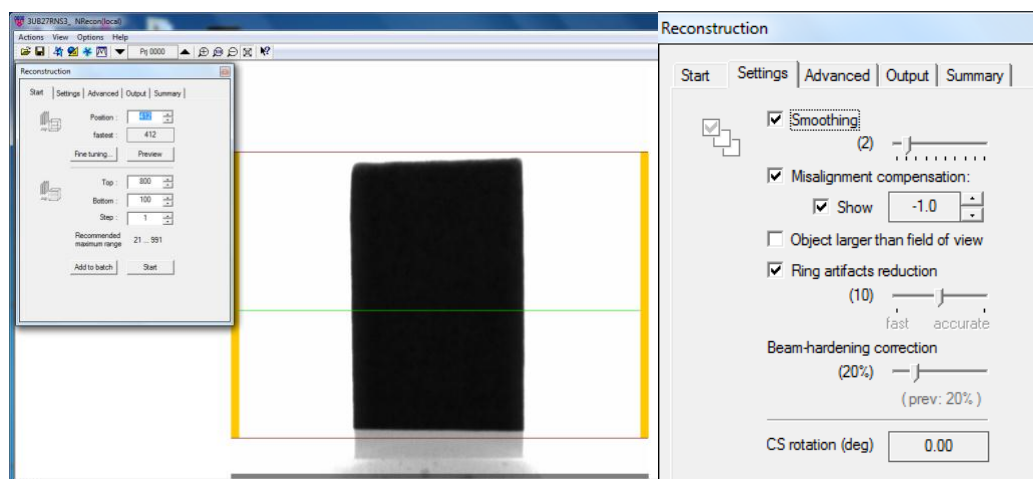 3UB27RNS3_ NRecon(local)
Actions View Options Help
Prj 0000
Reconstruction
Start Settings Advanced Output Summary
Position : 412
fastest : 412
Fine tuning... Preview
Top : 800
Bottom : 100
Step : 1
Recommended
maximum range 21 ... 991
Add to batch Start
Reconstruction
Start Settings Advanced Output Summary
Smoothing
(2)
Misalignment compensation:
Show -1.0
Object larger than field of view
Ring artifacts reduction
(10)
fast accurate
Beam-hardening correction
(20%)
( prev: 20% )
CS rotation (deg) 0.00